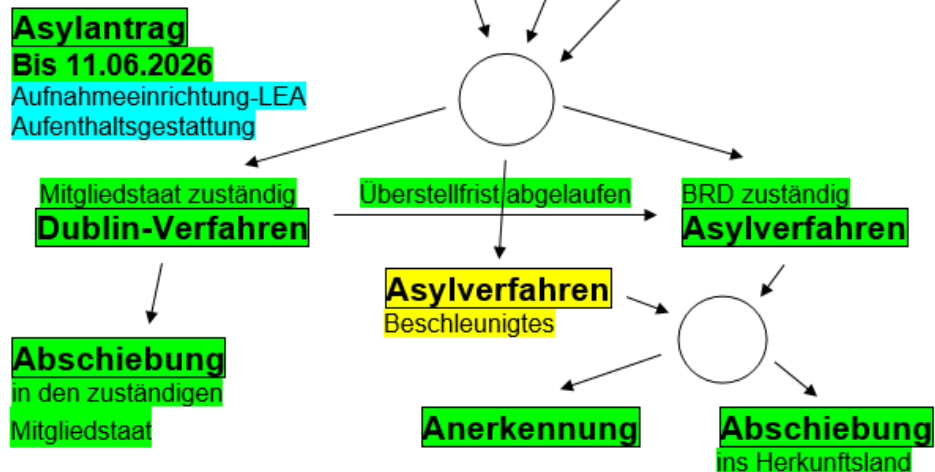 Asylantrag
Bis 11.06.2026
Aufnahmeeinrichtung-LEA
Aufenthaltsgestattung
Mitgliedstaat zuständig
Dublin-Verfahren
Überstellfrist abgelaufen
BRD zuständig
Asylverfahren
Asylverfahren
Beschleunigtes
Abschiebung
in den zuständigen
Mitgliedstaat
Anerkennung
Abschiebung
ins Herkunftsland